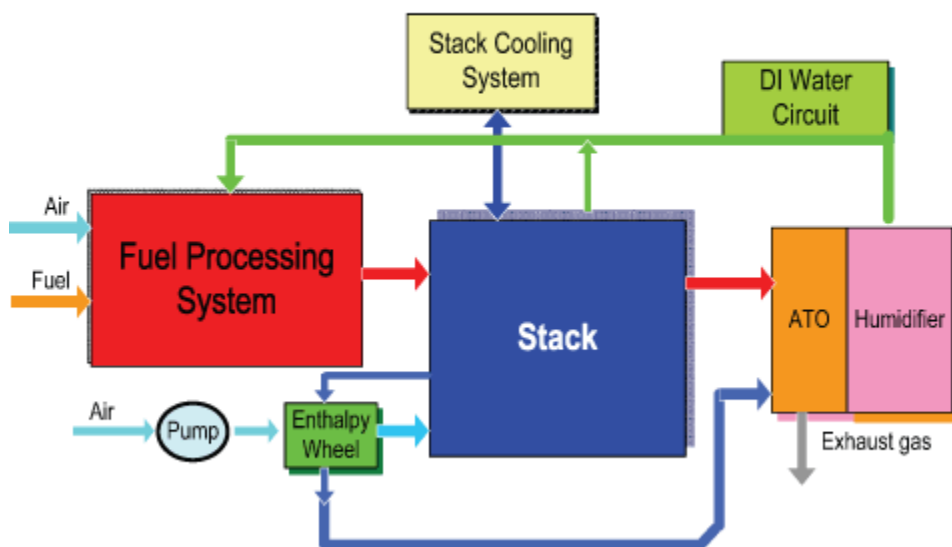 Stack Cooling
System
DI Water
Circuit
Air
Fuel
Fuel Processing
System
Stack
ATO
Humidifier
Air
Pump
Enthalpy
Wheel
Exhaust gas